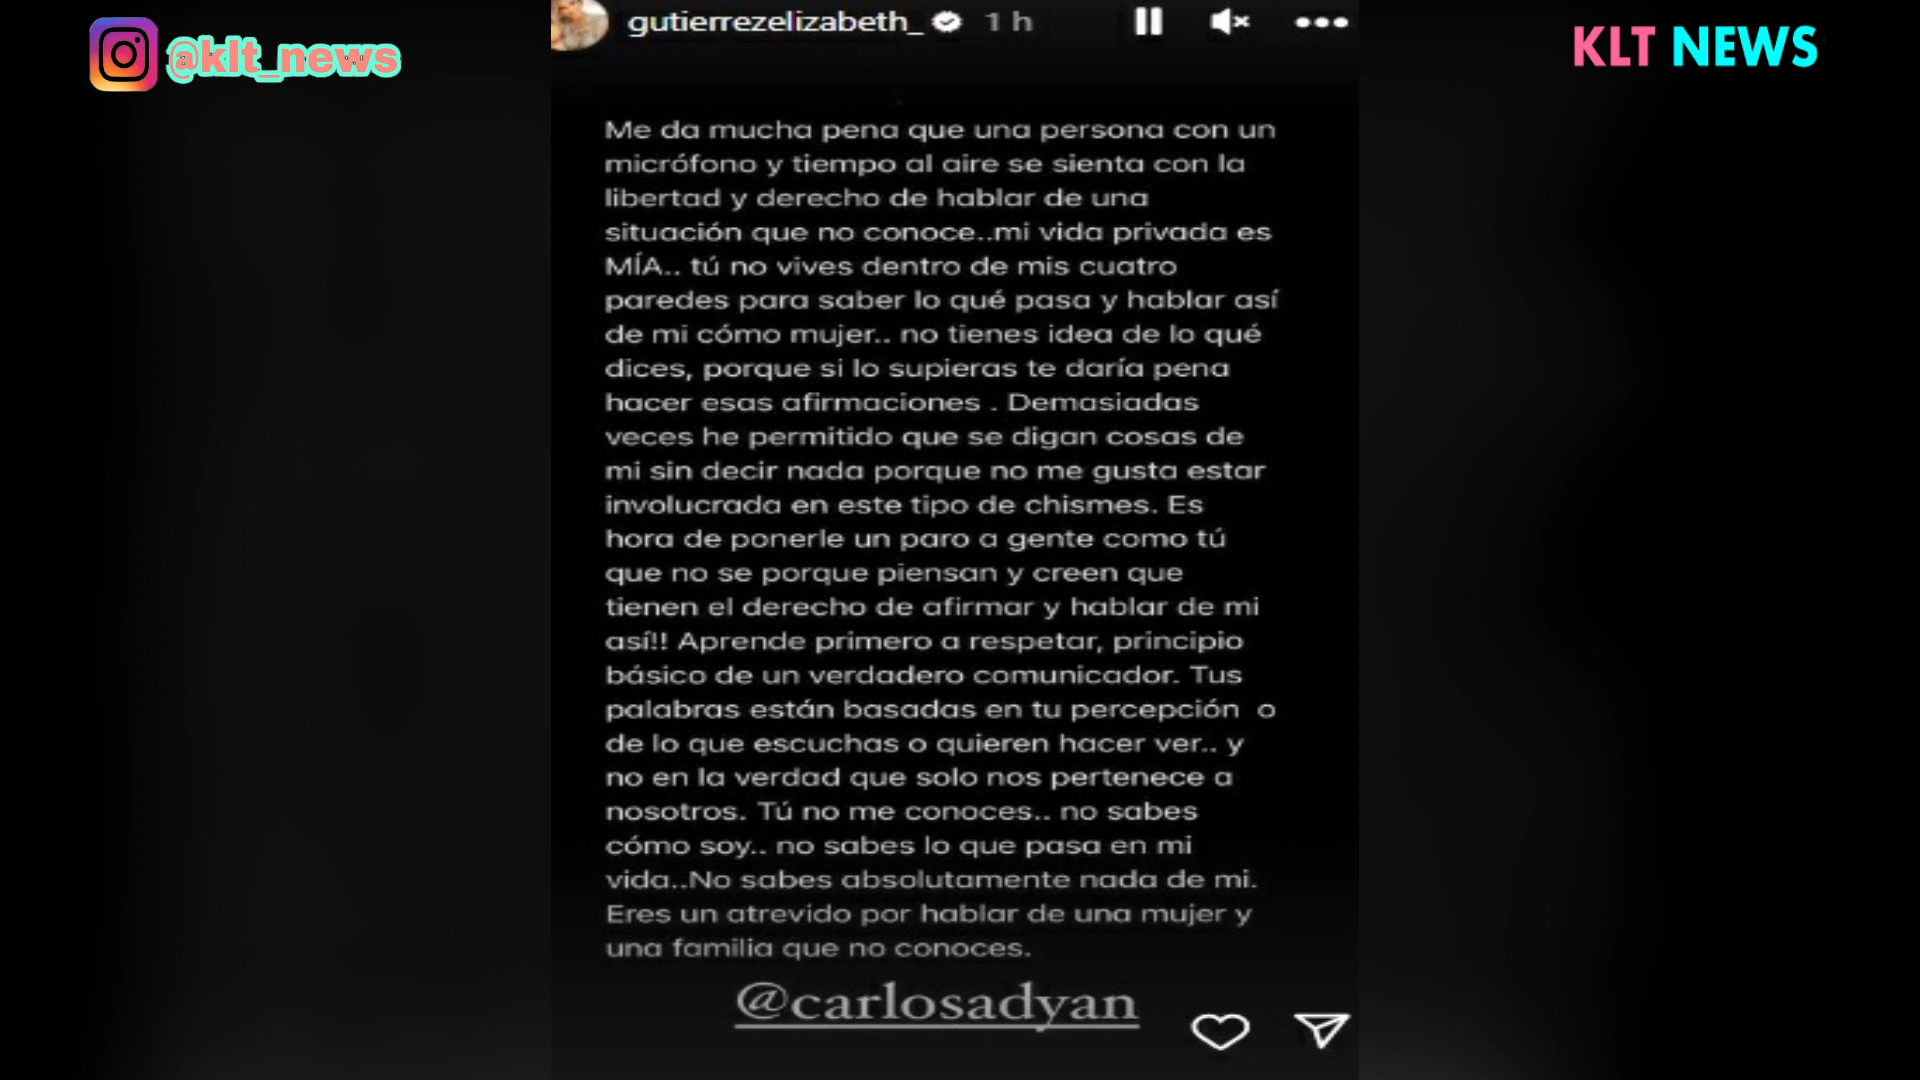 @klt_news
gutierrezelizabeth_ 1 h
KLT NEWS
Me da mucha pena que una persona con un
micrófono y tiempo al aire se sienta con la
libertad y derecho de hablar de una
situación que no conoce..mi vida privada es
MÍA.. tú no vives dentro de mis cuatro
paredes para saber lo qué pasa y hablar así
de mi cómo mujer.. no tienes idea de lo qué
dices, porque si lo supieras te daría pena
hacer esas afirmaciones . Demasiadas
veces he permitido que se digan cosas de
mi sin decir nada porque no me gusta estar
involucrada en este tipo de chismes. Es
hora de ponerle un paro a gente como tú
que no se porque piensan y creen que
tienen el derecho de afirmar y hablar de mi
así!! Aprende primero a respetar, principio
básico de un verdadero comunicador. Tus
palabras están basadas en tu percepción  o
de lo que escuchas o quieren hacer ver.. y
no en la verdad que solo nos pertenece a
nosotros. Tú no me conoces.. no sabes
cómo soy.. no sabes lo que pasa en mi
vida..No sabes absolutamente nada de mi.
Eres un atrevido por hablar de una mujer y
una familia que no conoces.
@carlosadyan